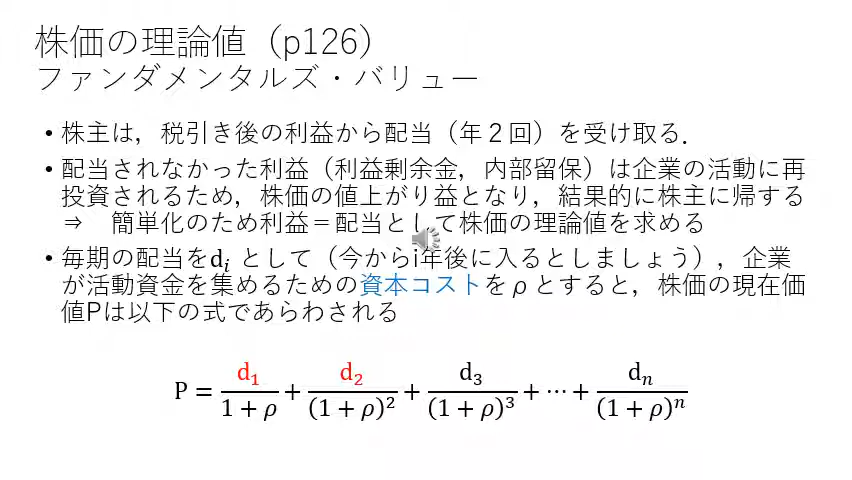 株価の理論値（p126）
ファンダメンタルズ・バリュー
• 株主は，税引き後の利益から配当（年２回）を受け取る．
• 配当されなかった利益（利益剰余金，内部留保）は企業の活動に再
投資されるため，株価の値上がり益となり，結果的に株主に帰する
⇒　簡単化のため利益＝配当として株価の理論値を求める
• 毎期の配当をdᵢ として（今からi年後に入るとしましょう），企業
が活動資金を集めるための資本コストを ρ とすると，株価の現在価
値Pは以下の式であらわされる
P = d₁/(1 + ρ) + d₂/(1 + ρ)² + d₃/(1 + ρ)³ + ⋯ + dₙ/(1 + ρ)ⁿ